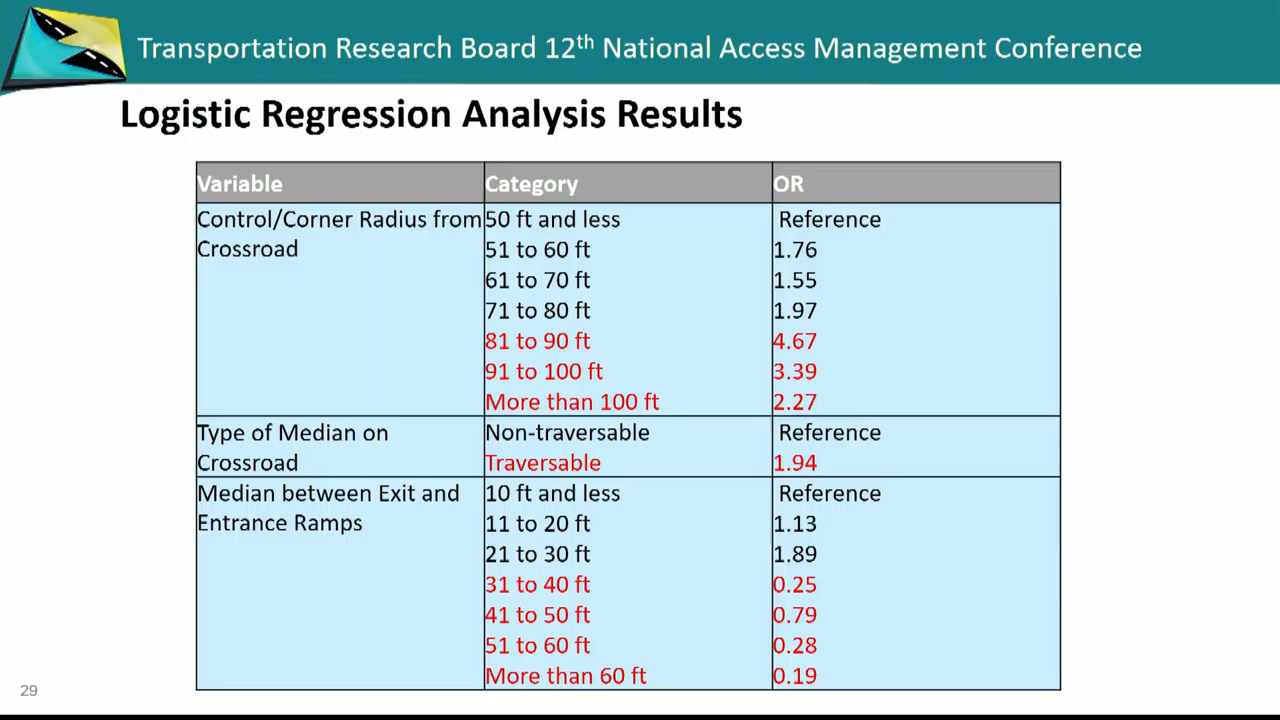 Transportation Research Board 12th National Access Management Conference
Logistic Regression Analysis Results
Variable Category OR
Control/Corner Radius from 50 ft and less Reference
Crossroad 51 to 60 ft 1.76
61 to 70 ft 1.55
71 to 80 ft 1.97
81 to 90 ft 4.67
91 to 100 ft 3.39
More than 100 ft 2.27
Type of Median on Non-traversable Reference
Crossroad Traversable 1.94
Median between Exit and 10 ft and less Reference
Entrance Ramps 11 to 20 ft 1.13
21 to 30 ft 1.89
31 to 40 ft 0.25
41 to 50 ft 0.79
51 to 60 ft 0.28
More than 60 ft 0.19
29